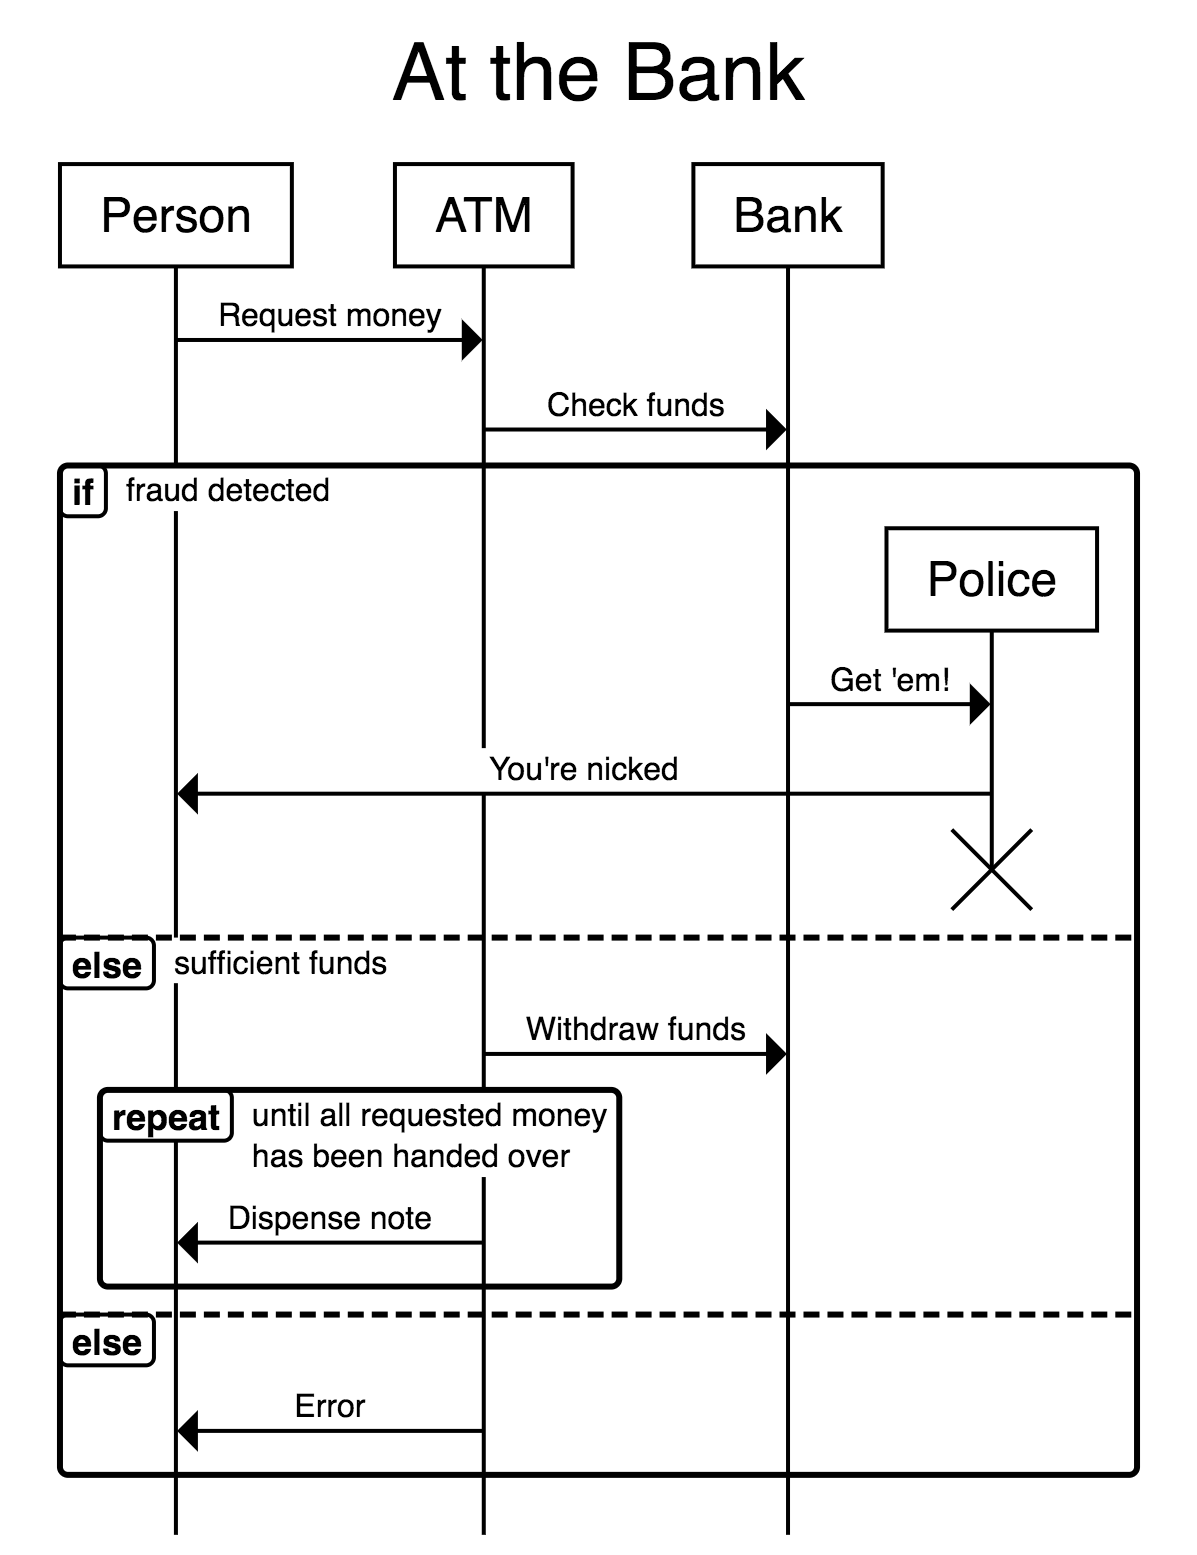 At the Bank
Person
ATM
Bank
Request money
Check funds
if
fraud detected
Police
Get 'em!
You're nicked
else
sufficient funds
Withdraw funds
repeat
until all requested money
has been handed over
Dispense note
else
Error